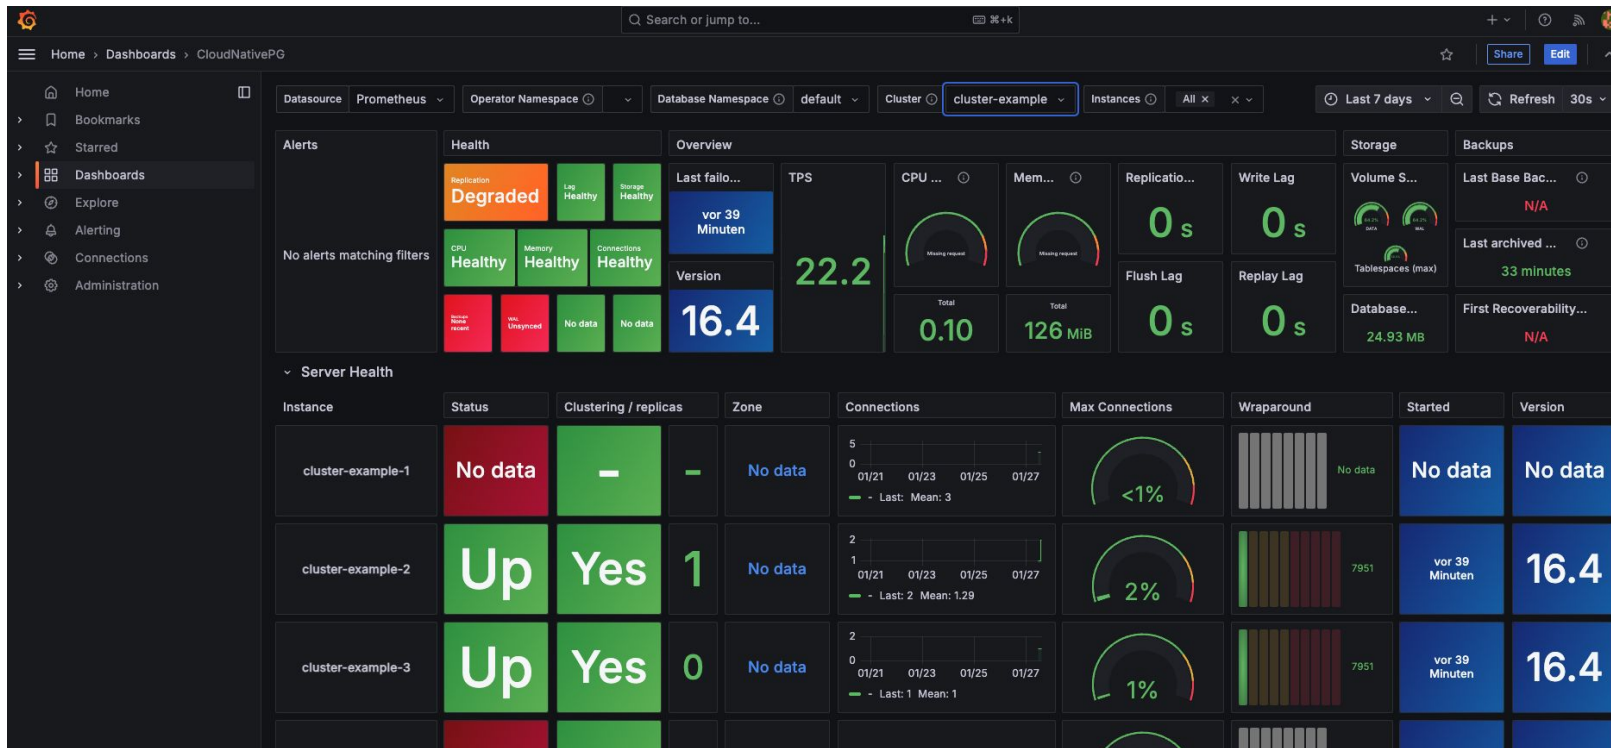 Search or jump to...
⌘+k
Home › Dashboards › CloudNativePG
Share
Edit
Home
Bookmarks
Starred
Dashboards
Explore
Alerting
Connections
Administration
Datasource Prometheus
Operator Namespace
Database Namespace default
Cluster cluster-example
Instances All ×
Last 7 days
Refresh 30s
Alerts
No alerts matching filters
Health
Replication
Degraded
Lag
Healthy
Storage
Healthy
CPU
Healthy
Memory
Healthy
Connections
Healthy
Backups
None
recent
WAL
Unsynced
No data
No data
Overview
Last failo...
vor 39
Minuten
Version
16.4
TPS
22.2
CPU ...
Missing request
Total
0.10
Mem...
Missing request
Total
126 MiB
Replicatio...
0 s
Write Lag
0 s
Flush Lag
0 s
Replay Lag
0 s
Storage
Volume S...
DATA
WAL
Tablespaces (max)
Database...
24.93 MB
Backups
Last Base Bac...
N/A
Last archived ...
33 minutes
First Recoverability...
N/A
Server Health
Instance Status Clustering / replicas Zone Connections Max Connections Wraparound Started Version
cluster-example-1
No data
-
-
No data
5
0
01/21 01/23 01/25 01/27
- Last: Mean: 3
<1%
No data
No data
No data
cluster-example-2
Up
Yes
1
No data
2
1
01/21 01/23 01/25 01/27
- Last: 2 Mean: 1.29
2%
7951
vor 39
Minuten
16.4
cluster-example-3
Up
Yes
0
No data
2
0
01/21 01/23 01/25 01/27
- Last: 1 Mean: 1
1%
7951
vor 39
Minuten
16.4